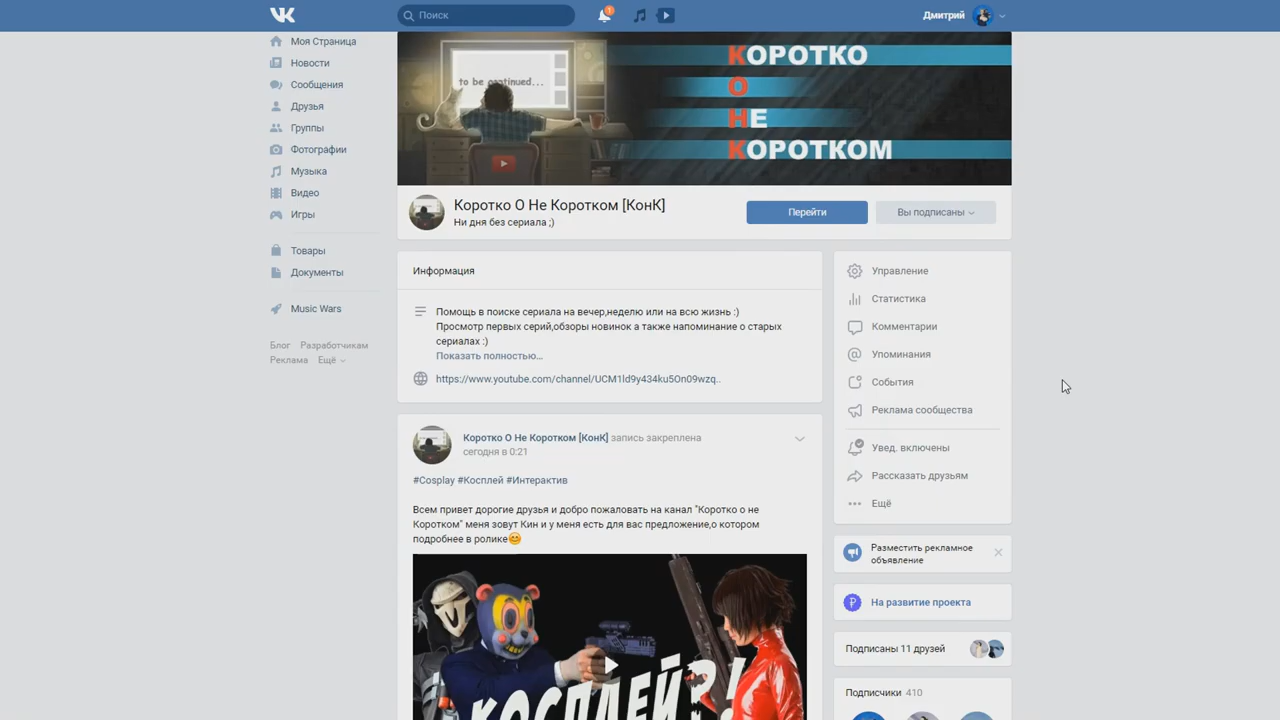 VK
Поиск
1
Дмитрий
Моя Страница
Новости
Сообщения
Друзья
Группы
Фотографии
Музыка
Видео
Игры
Товары
Документы
Music Wars
Блог Разработчикам
Реклама Ещё
to be continued...
КОРОТКО
О
НЕ
КОРОТКОМ
Коротко О Не Коротком [КонК]
Ни дня без сериала ;)
Перейти
Вы подписаны
Информация
Помощь в поиске сериала на вечер,неделю или на всю жизнь :)
Просмотр первых серий,обзоры новинок а также напоминание о старых
сериалах :)
Показать полностью...
https://www.youtube.com/channel/UCM1ld9y434ku5On09wzq..
Коротко О Не Коротком [КонК] запись закреплена
сегодня в 0:21
#Cosplay #Косплей #Интерактив
Всем привет дорогие друзья и добро пожаловать на канал "Коротко о не
Коротком" меня зовут Кин и у меня есть для вас предложение,о котором
подробнее в ролике
КОСПЛЕЙ?!
Управление
Статистика
Комментарии
Упоминания
События
Реклама сообщества
Увед. включены
Рассказать друзьям
Ещё
Разместить рекламное
объявление
На развитие проекта
Подписаны 11 друзей
Подписчики 410